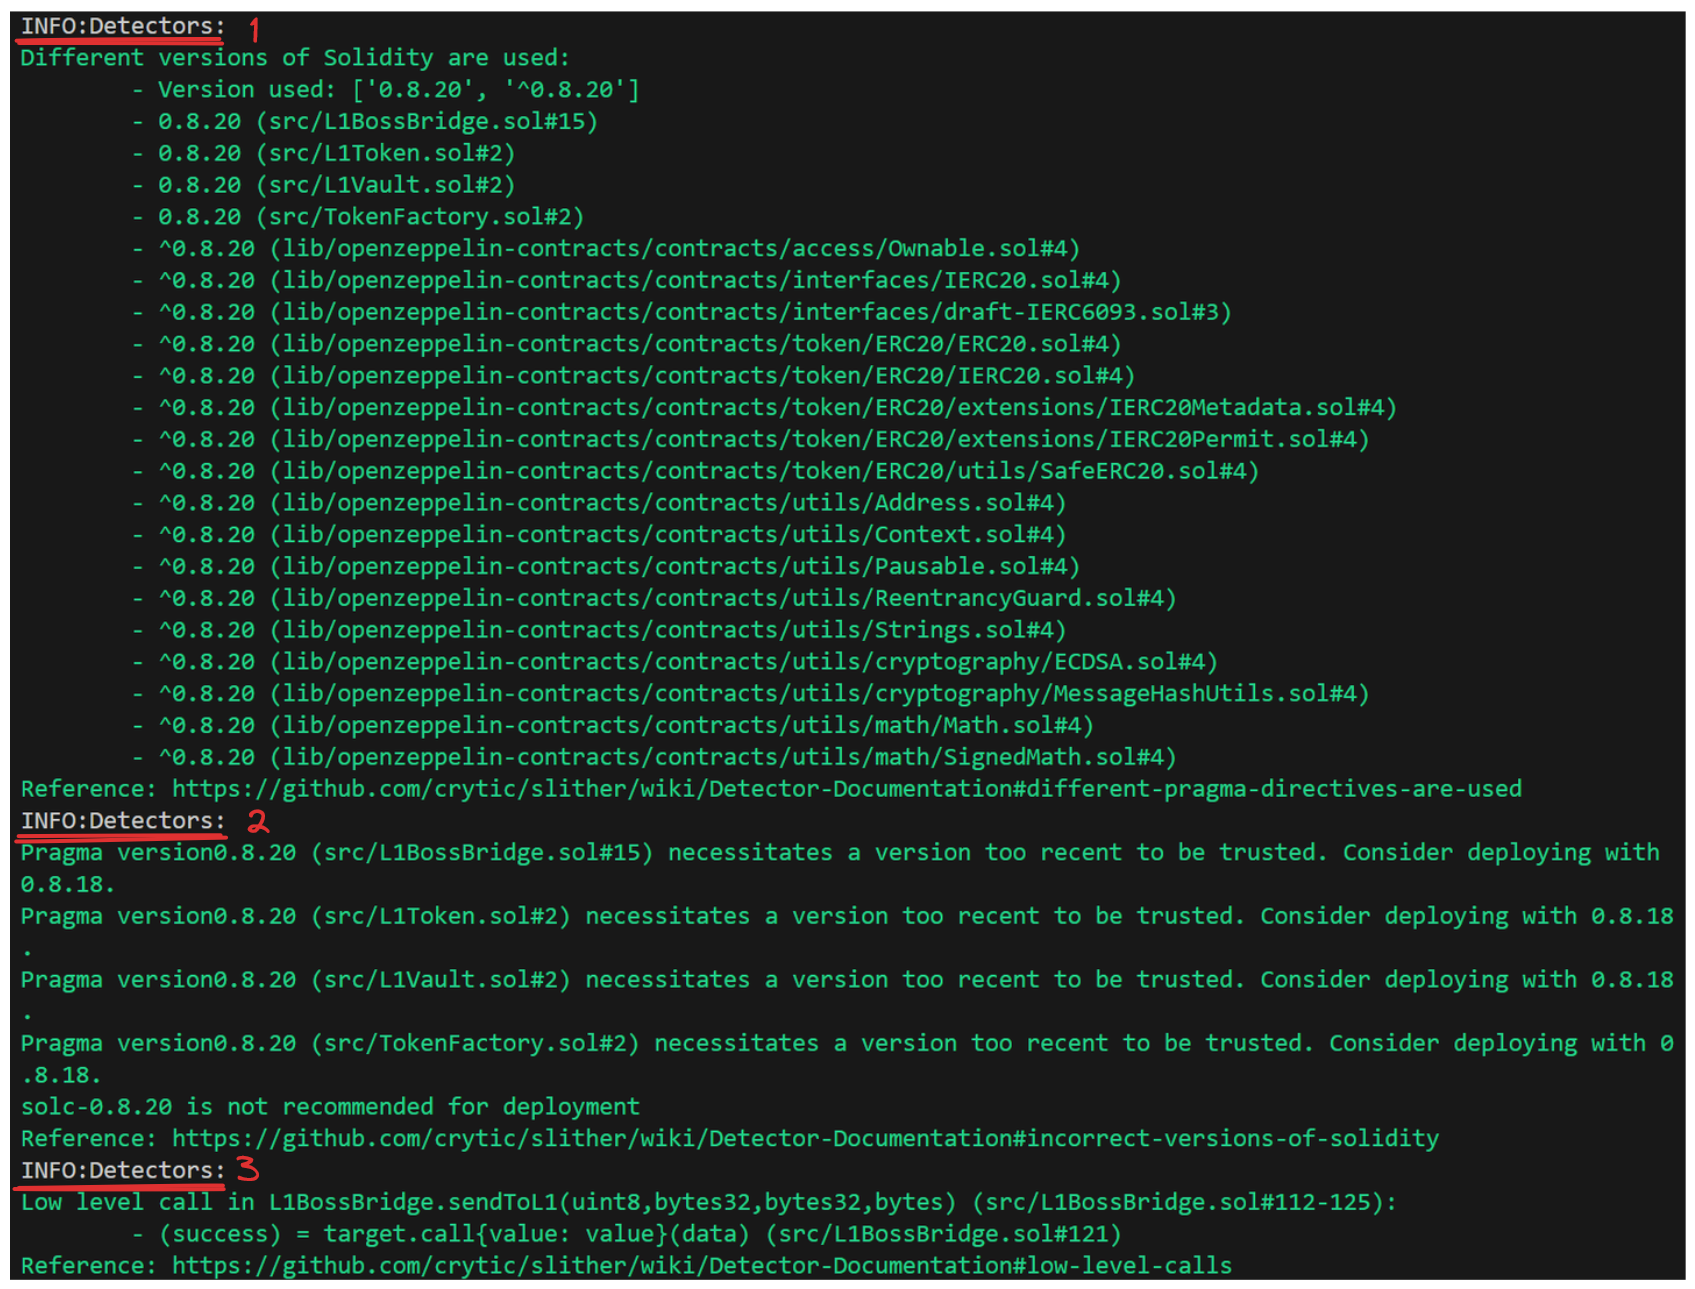 INFO:Detectors: 1
Different versions of Solidity are used:
- Version used: ['0.8.20', '^0.8.20']
- 0.8.20 (src/L1BossBridge.sol#15)
- 0.8.20 (src/L1Token.sol#2)
- 0.8.20 (src/L1Vault.sol#2)
- 0.8.20 (src/TokenFactory.sol#2)
- ^0.8.20 (lib/openzeppelin-contracts/contracts/access/Ownable.sol#4)
- ^0.8.20 (lib/openzeppelin-contracts/contracts/interfaces/IERC20.sol#4)
- ^0.8.20 (lib/openzeppelin-contracts/contracts/interfaces/draft-IERC6093.sol#3)
- ^0.8.20 (lib/openzeppelin-contracts/contracts/token/ERC20/ERC20.sol#4)
- ^0.8.20 (lib/openzeppelin-contracts/contracts/token/ERC20/IERC20.sol#4)
- ^0.8.20 (lib/openzeppelin-contracts/contracts/token/ERC20/extensions/IERC20Metadata.sol#4)
- ^0.8.20 (lib/openzeppelin-contracts/contracts/token/ERC20/extensions/IERC20Permit.sol#4)
- ^0.8.20 (lib/openzeppelin-contracts/contracts/token/ERC20/utils/SafeERC20.sol#4)
- ^0.8.20 (lib/openzeppelin-contracts/contracts/utils/Address.sol#4)
- ^0.8.20 (lib/openzeppelin-contracts/contracts/utils/Context.sol#4)
- ^0.8.20 (lib/openzeppelin-contracts/contracts/utils/Pausable.sol#4)
- ^0.8.20 (lib/openzeppelin-contracts/contracts/utils/ReentrancyGuard.sol#4)
- ^0.8.20 (lib/openzeppelin-contracts/contracts/utils/Strings.sol#4)
- ^0.8.20 (lib/openzeppelin-contracts/contracts/utils/cryptography/ECDSA.sol#4)
- ^0.8.20 (lib/openzeppelin-contracts/contracts/utils/cryptography/MessageHashUtils.sol#4)
- ^0.8.20 (lib/openzeppelin-contracts/contracts/utils/math/Math.sol#4)
- ^0.8.20 (lib/openzeppelin-contracts/contracts/utils/math/SignedMath.sol#4)
Reference: https://github.com/crytic/slither/wiki/Detector-Documentation#different-pragma-directives-are-used
INFO:Detectors: 2
Pragma version0.8.20 (src/L1BossBridge.sol#15) necessitates a version too recent to be trusted. Consider deploying with
0.8.18.
Pragma version0.8.20 (src/L1Token.sol#2) necessitates a version too recent to be trusted. Consider deploying with 0.8.18
.
Pragma version0.8.20 (src/L1Vault.sol#2) necessitates a version too recent to be trusted. Consider deploying with 0.8.18
.
Pragma version0.8.20 (src/TokenFactory.sol#2) necessitates a version too recent to be trusted. Consider deploying with 0
.8.18.
solc-0.8.20 is not recommended for deployment
Reference: https://github.com/crytic/slither/wiki/Detector-Documentation#incorrect-versions-of-solidity
INFO:Detectors: 3
Low level call in L1BossBridge.sendToL1(uint8,bytes32,bytes32,bytes) (src/L1BossBridge.sol#112-125):
- (success) = target.call{value: value}(data) (src/L1BossBridge.sol#121)
Reference: https://github.com/crytic/slither/wiki/Detector-Documentation#low-level-calls